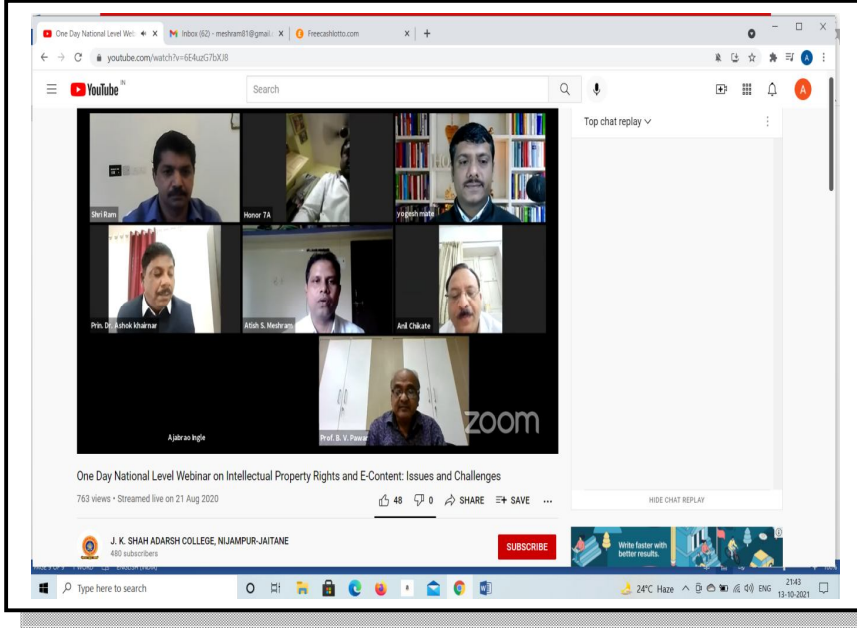 One Day National Level Web
Inbox (62) - meshram81@gmail.c
Freecashlotto.com
youtube.com/watch?v=6E4uzG7bXJ8
YouTube IN
Search
A
Top chat replay
Shri Ram
Honor 7A
yogesh mate
Prin. Dr. Ashok khairnar
Atish S. Meshram
Anil Chikate
Ajabrao Ingle
Prof. B. V. Pawar
zoom
One Day National Level Webinar on Intellectual Property Rights and E-Content: Issues and Challenges
763 views • Streamed live on 21 Aug 2020
48
0
SHARE
SAVE
HIDE CHAT REPLAY
J. K. SHAH ADARSH COLLEGE, NIJAMPUR-JAITANE
480 subscribers
SUBSCRIBE
Write faster with
better results.
Type here to search
24°C Haze
ENG
21:43
13-10-2021